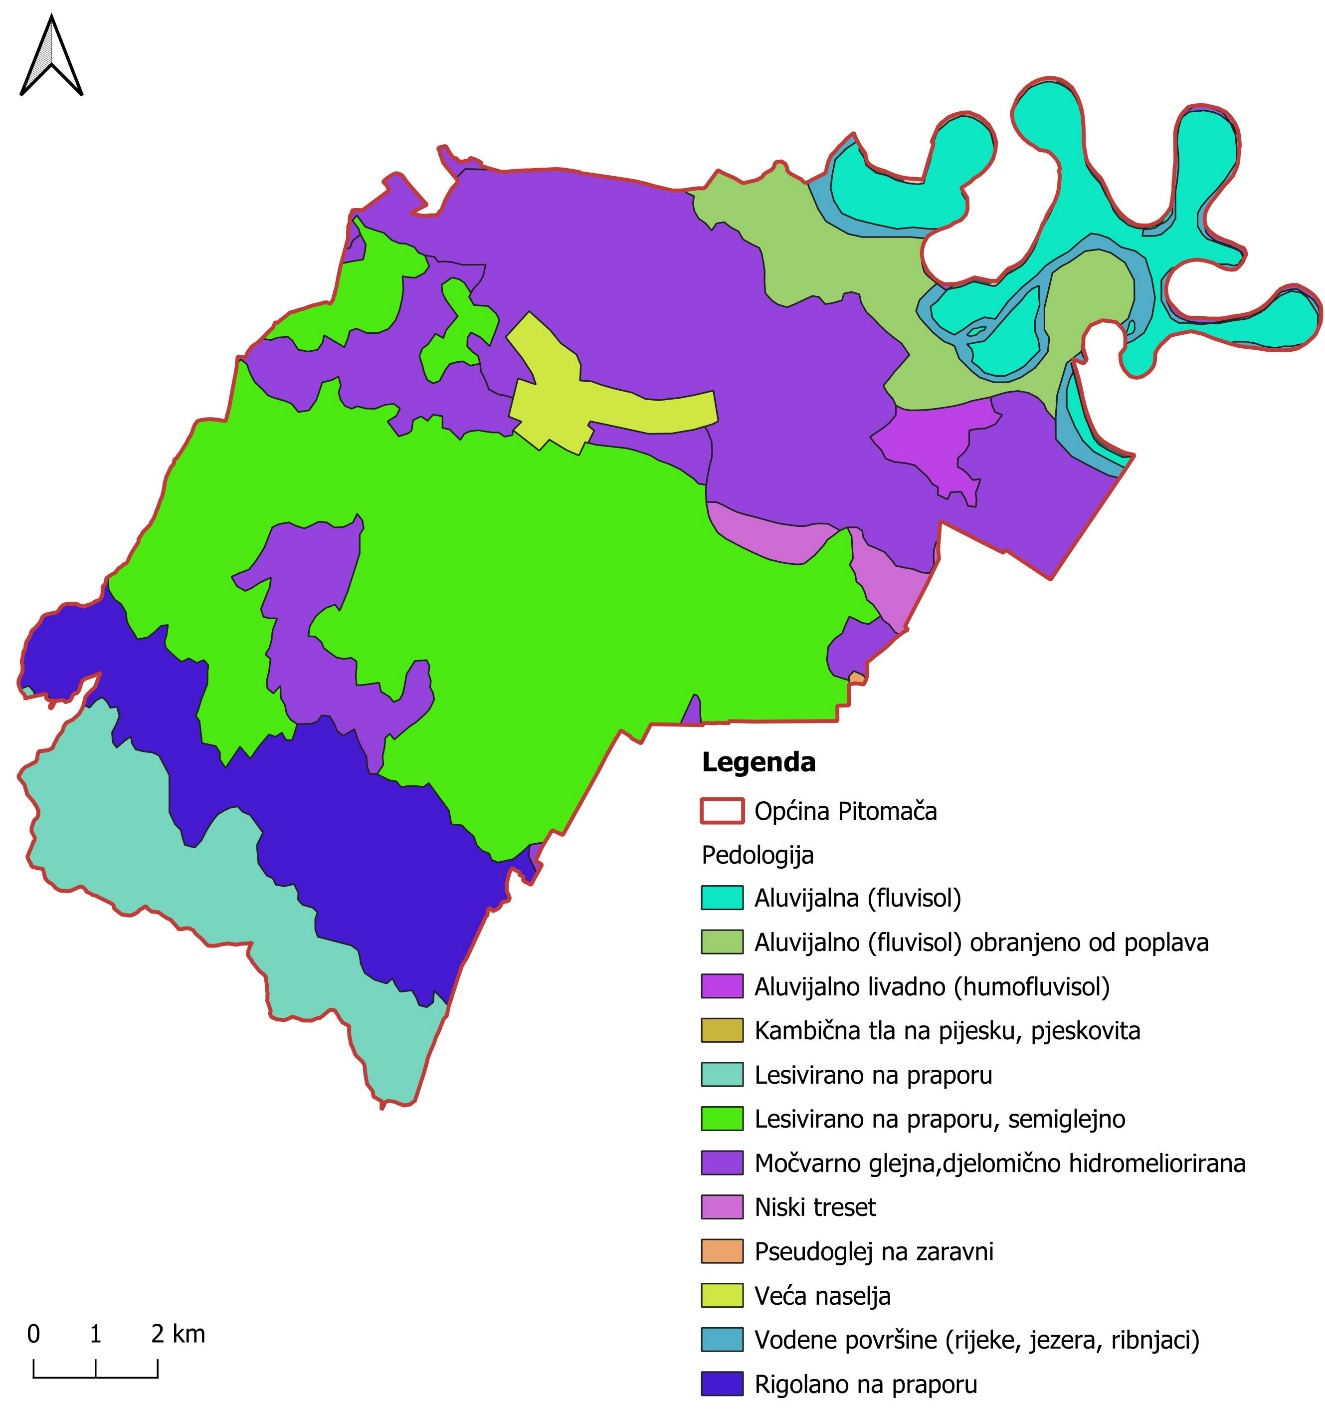 Legenda
Općina Pitomača
Pedologija
Aluvijalna (fluvisol)
Aluvijalno (fluvisol) obranjeno od poplava
Aluvijalno livadno (humofluvisol)
Kambična tla na pijesku, pjeskovita
Lesivirano na praporu
Lesivirano na praporu, semiglejno
Močvarno glejna,djelomično hidromeliorirana
Niski treset
Pseudoglej na zaravni
Veća naselja
Vodene površine (rijeke, jezera, ribnjaci)
Rigolano na praporu
0 1 2 km